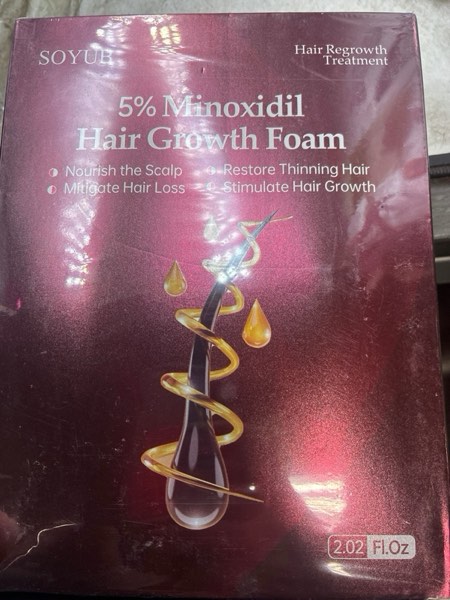 Hair Regrowth
Treatment
5% Minoxidil
Hair Growth Foam
Nourish the Scalp
Restore Thinning Hair
Mitigate Hair Loss
Stimulate Hair Growth
2.02 Fl.Oz